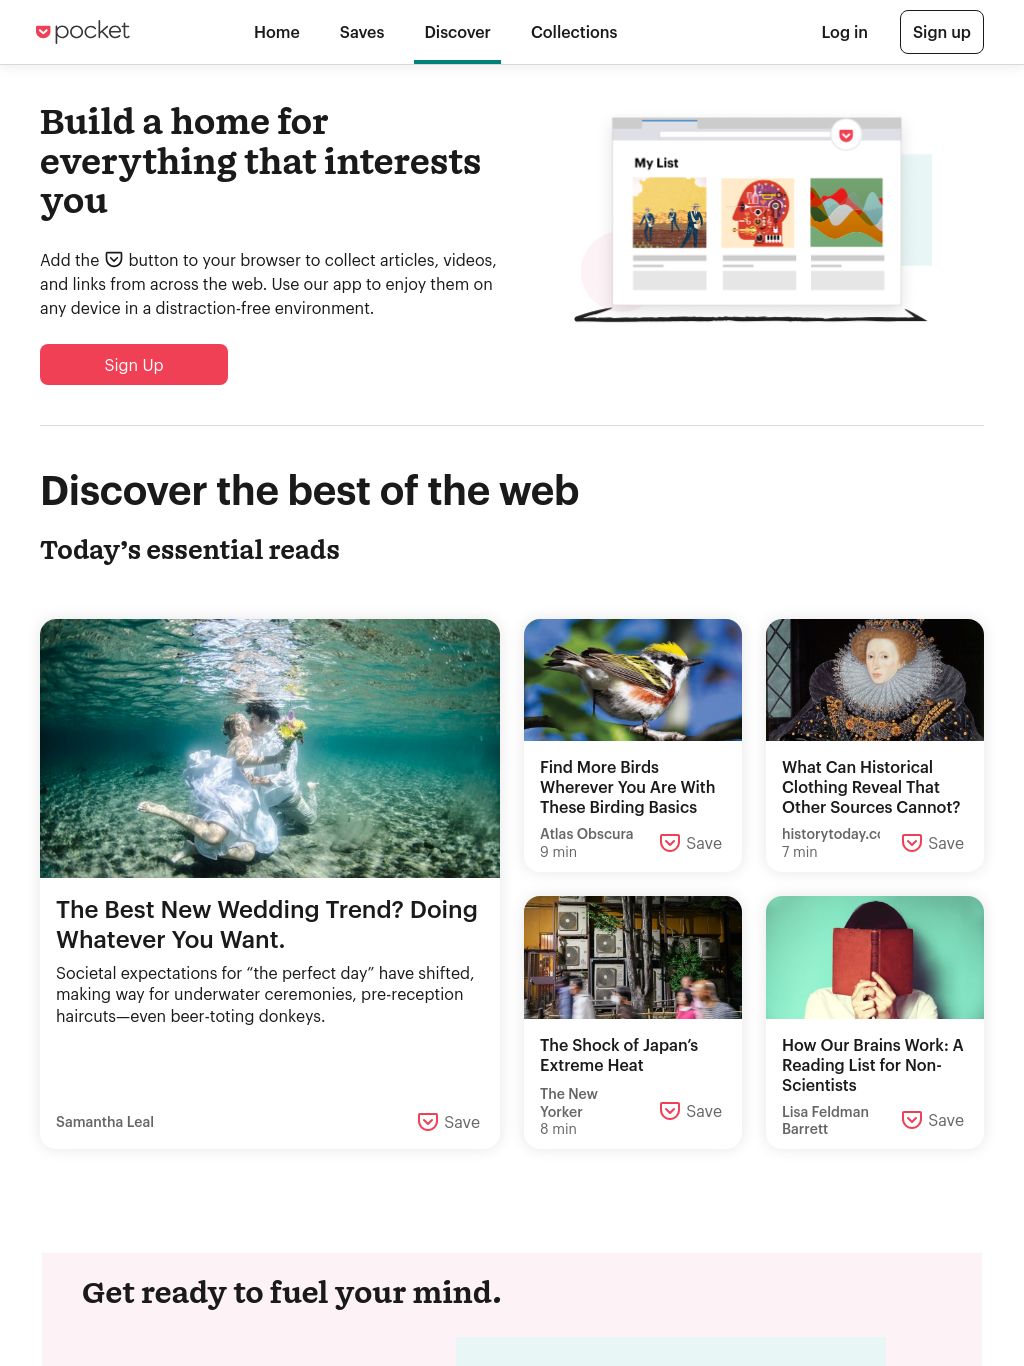 pocket
Home
Saves
Discover
Collections
Log in
Sign up
Build a home for
everything that interests
you
Add the button to your browser to collect articles, videos,
and links from across the web. Use our app to enjoy them on
any device in a distraction-free environment.
Sign Up
My List
Discover the best of the web
Today’s essential reads
The Best New Wedding Trend? Doing
Whatever You Want.
Societal expectations for “the perfect day” have shifted,
making way for underwater ceremonies, pre-reception
haircuts—even beer-toting donkeys.
Samantha Leal
Save
Find More Birds
Wherever You Are With
These Birding Basics
Atlas Obscura
9 min
Save
What Can Historical
Clothing Reveal That
Other Sources Cannot?
historytoday.co
7 min
Save
The Shock of Japan’s
Extreme Heat
The New
Yorker
8 min
Save
How Our Brains Work: A
Reading List for Non-
Scientists
Lisa Feldman
Barrett
Save
Get ready to fuel your mind.